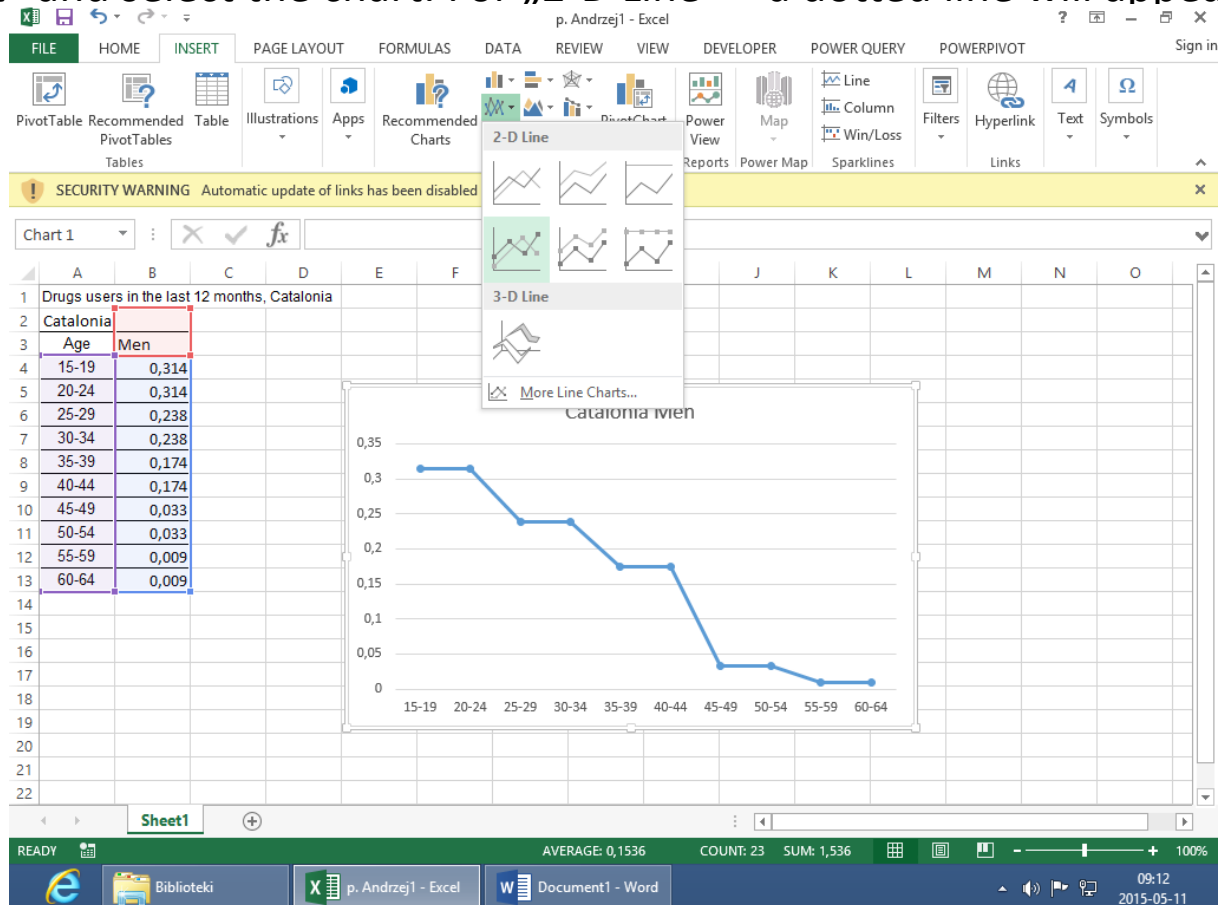 and select the chart. For „2-D Line" – a dotted line will appea
p. Andrzej1 - Excel
FILE HOME INSERT PAGE LAYOUT FORMULAS DATA REVIEW VIEW DEVELOPER POWER QUERY POWERPIVOT Sign in
PivotTable Recommended PivotTables Table Illustrations Apps Recommended Charts PivotChart Power View Map Line
Column
Win/Loss
Filters Hyperlink Text Symbols
Tables Reports Power Map Sparklines Links
2-D Line
SECURITY WARNING Automatic update of links has been disabled
Chart 1 fx
A B C D E F J K L M N O
3-D Line
More Line Charts...
1 Drugs users in the last 12 months, Catalonia
2 Catalonia
3 Age Men
4 15-19 0,314
5 20-24 0,314
6 25-29 0,238
7 30-34 0,238
8 35-39 0,174
9 40-44 0,174
10 45-49 0,033
11 50-54 0,033
12 55-59 0,009
13 60-64 0,009
14
15
16
17
18
19
20
21
22
Catalonia Men
0,35
0,3
0,25
0,2
0,15
0,1
0,05
0
15-19 20-24 25-29 30-34 35-39 40-44 45-49 50-54 55-59 60-64
Sheet1
READY AVERAGE: 0,1536 COUNT: 23 SUM: 1,536 100%
Biblioteki p. Andrzej1 - Excel Document1 - Word 09:12
2015-05-11